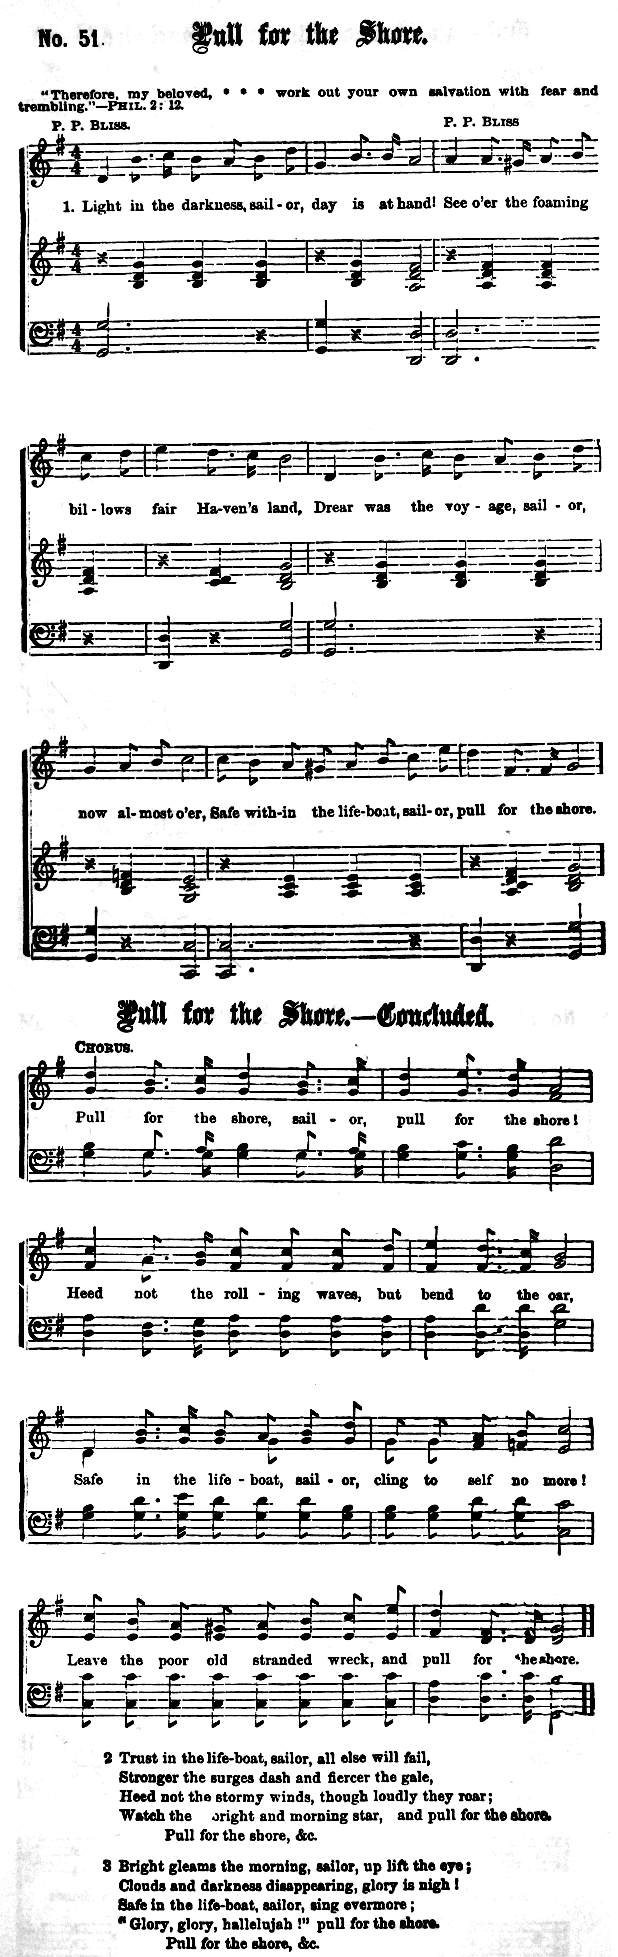 No. 51. Pull for the Shore.
"Therefore, my beloved, * * * work out your own salvation with fear and
trembling."—PHIL. 2: 12.
P. P. BLISS. P. P. BLISS
1. Light in the darkness, sail - or, day is at hand! See o'er the foaming
bil - lows fair Ha-ven's land, Drear was the voy - age, sail - or,
now al-most o'er, Safe with-in the life-boat, sail-or, pull for the shore.
Pull for the Shore.—Concluded.
CHORUS.
Pull for the shore, sail - or, pull for the shore!
Heed not the roll - ing waves, but bend to the oar,
Safe in the life - boat, sail - or, cling to self no more!
Leave the poor old stranded wreck, and pull for the shore.
2 Trust in the life-boat, sailor, all else will fail,
Stronger the surges dash and fiercer the gale,
Heed not the stormy winds, though loudly they roar;
Watch the bright and morning star, and pull for the shore.
Pull for the shore, &c.
3 Bright gleams the morning, sailor, up lift the eye;
Clouds and darkness disappearing, glory is nigh!
Safe in the life-boat, sailor, sing evermore;
"Glory, glory, hallelujah!" pull for the shore.
Pull for the shore, &c.